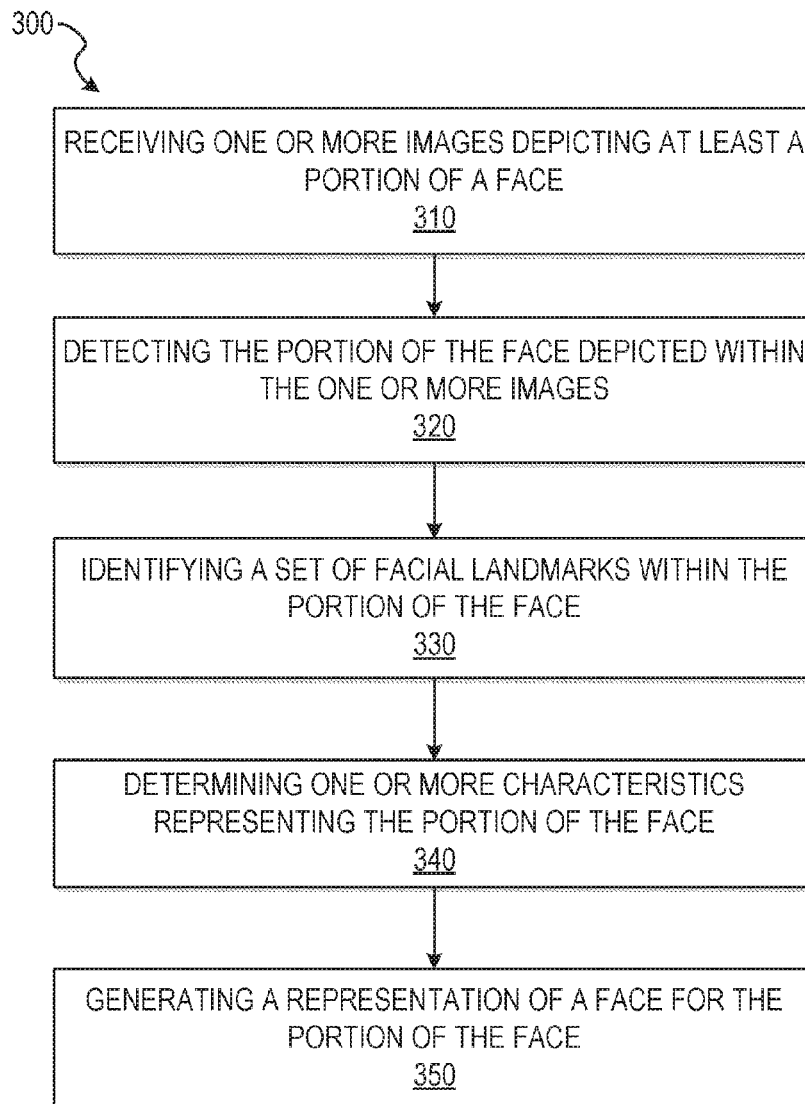 300
RECEIVING ONE OR MORE IMAGES DEPICTING AT LEAST A
PORTION OF A FACE
310
DETECTING THE PORTION OF THE FACE DEPICTED WITHIN
THE ONE OR MORE IMAGES
320
IDENTIFYING A SET OF FACIAL LANDMARKS WITHIN THE
PORTION OF THE FACE
330
DETERMINING ONE OR MORE CHARACTERISTICS
REPRESENTING THE PORTION OF THE FACE
340
GENERATING A REPRESENTATION OF A FACE FOR THE
PORTION OF THE FACE
350